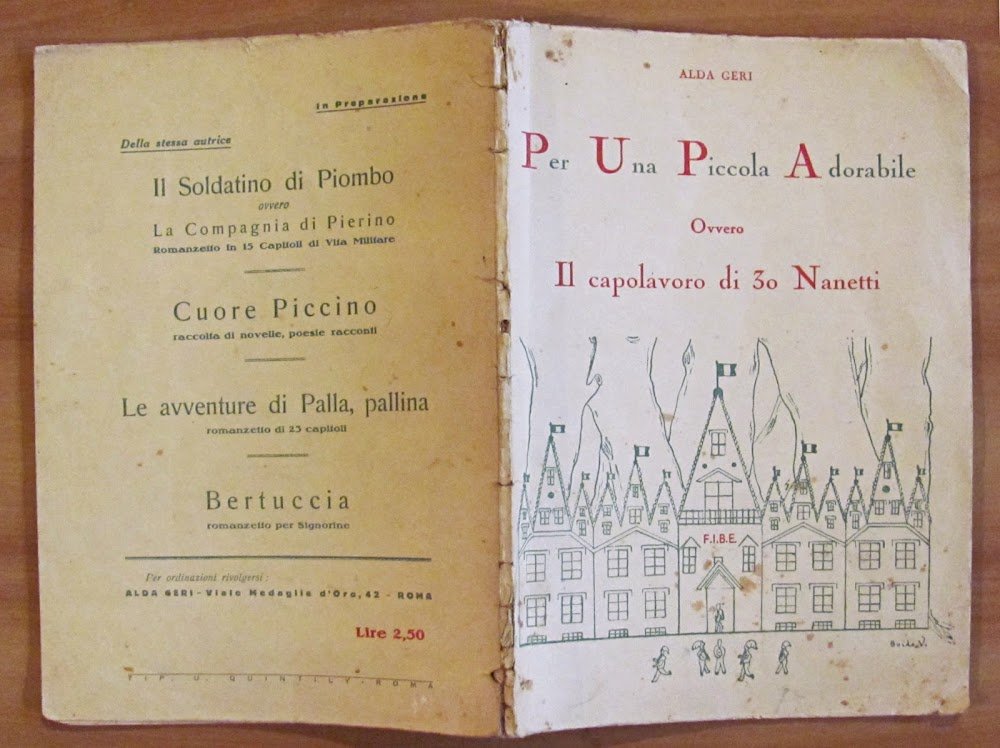 in Preparazione
Della stessa autrice
Il Soldatino di Piombo
ovvero
La Compagnia di Pierino
Romanzetto in 15 Capitoli di Vita Militare
Cuore Piccino
raccolta di novelle, poesie racconti
Le avventure di Palla, pallina
romanzetto di 23 capitoli
Bertuccia
romanzetto per Signorine
Per ordinazioni rivolgersi :
ALDA GERI - Viale Medaglie d'Oro, 42 - ROMA
Lire 2,50
TIP. U. QUINTILY - ROMA
ALDA GERI
Per Una Piccola Adorabile
Ovvero
Il capolavoro di 30 Nanetti
F.I.B.E.